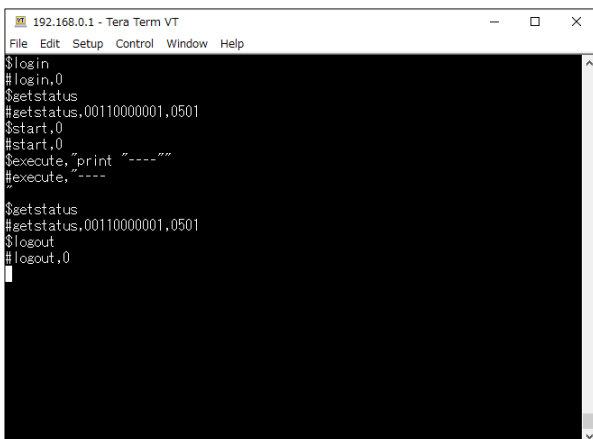 192.168.0.1 - Tera Term VT
File Edit Setup Control Window Help
$login
#login,0
$getstatus
#getstatus,00110000001,0501
$start,0
#start,0
$execute,"print "----""
#execute,"----
"
$getstatus
#getstatus,00110000001,0501
$logout
#logout,0